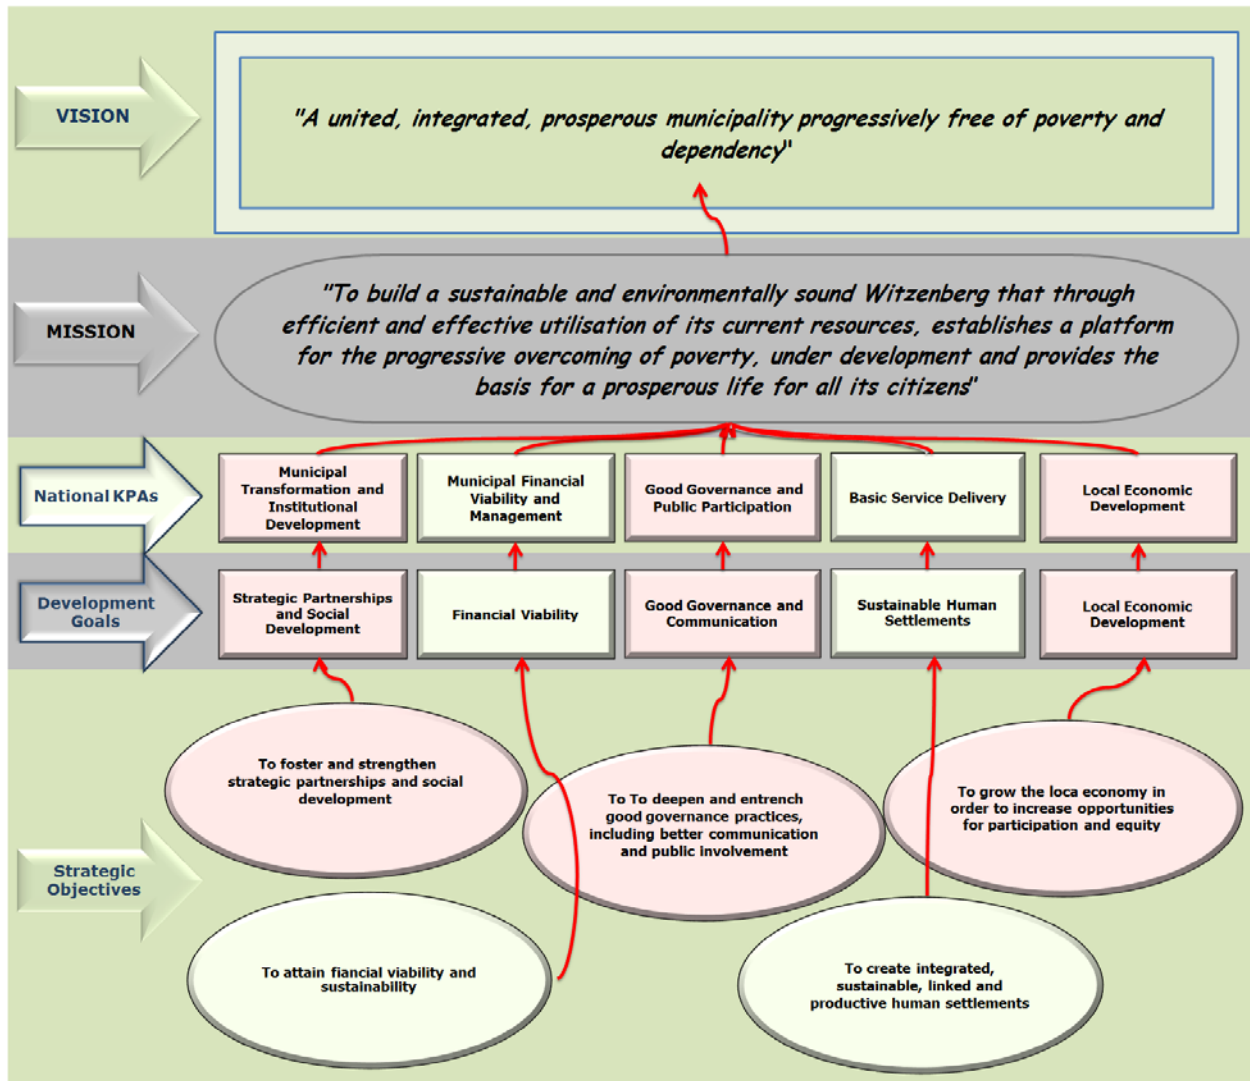 VISION
"A united, integrated, prosperous municipality progressively free of poverty and
dependency"
MISSION
"To build a sustainable and environmentally sound Witzenberg that through
efficient and effective utilisation of its current resources, establishes a platform
for the progressive overcoming of poverty, under development and provides the
basis for a prosperous life for all its citizens"
National KPAs
Municipal
Transformation and
Institutional
Development
Municipal Financial
Viability and
Management
Good Governance and
Public Participation
Basic Service Delivery
Local Economic
Development
Development
Goals
Strategic Partnerships
and Social
Development
Financial Viability
Good Governance and
Communication
Sustainable Human
Settlements
Local Economic
Development
Strategic
Objectives
To foster and strengthen
strategic partnerships and social
development
To To deepen and entrench
good governance practices,
including better communication
and public involvement
To grow the loca economy in
order to increase opportunities
for participation and equity
To attain fiancial viability and
sustainability
To create integrated,
sustainable, linked and
productive human settlements